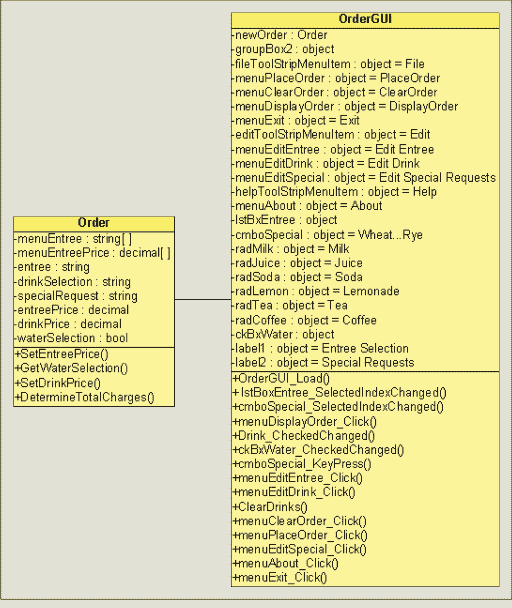 OrderGUI
-newOrder : Order
-groupBox2 : object
-fileToolStripMenuItem : object = File
-menuPlaceOrder : object = PlaceOrder
-menuClearOrder : object = ClearOrder
-menuDisplayOrder : object = DisplayOrder
-menuExit : object = Exit
-editToolStripMenuItem : object = Edit
-menuEditEntree : object = Edit Entree
-menuEditDrink : object = Edit Drink
-menuEditSpecial : object = Edit Special Requests
-helpToolStripMenuItem : object = Help
-menuAbout : object = About
-lstBxEntree : object
-cmboSpecial : object = Wheat...Rye
-radMilk : object = Milk
-radJuice : object = Juice
-radSoda : object = Soda
-radLemon : object = Lemonade
-radTea : object = Tea
-radCoffee : object = Coffee
-ckBxWater : object
-label1 : object = Entree Selection
-label2 : object = Special Requests
+OrderGUI_Load()
+lstBoxEntree_SelectedIndexChanged()
+cmboSpecial_SelectedIndexChanged()
+menuDisplayOrder_Click()
+Drink_CheckedChanged()
+ckBxWater_CheckedChanged()
+cmboSpecial_KeyPress()
+menuEditEntree_Click()
+menuEditDrink_Click()
+ClearDrinks()
+menuClearOrder_Click()
+menuPlaceOrder_Click()
+menuEditSpecial_Click()
+menuAbout_Click()
+menuExit_Click()
Order
-menuEntree : string[ ]
-menuEntreePrice : decimal[ ]
-entree : string
-drinkSelection : string
-specialRequest : string
-entreePrice : decimal
-drinkPrice : decimal
-waterSelection : bool
+SetEntreePrice()
+GetWaterSelection()
+SetDrinkPrice()
+DetermineTotalCharges()